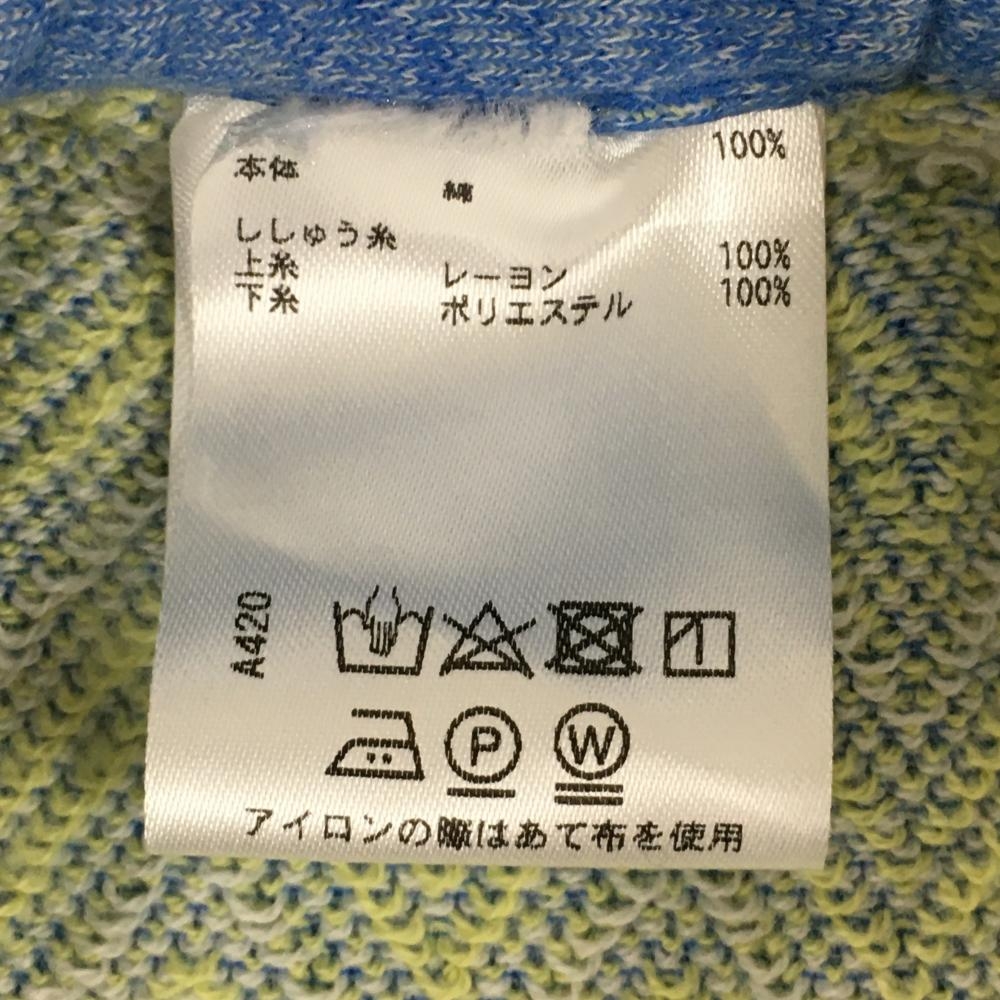 本体 綿 100%
ししゅう糸
上糸 レーヨン 100%
下糸 ポリエステル 100%
A420
P W
アイロンの際はあて布を使用